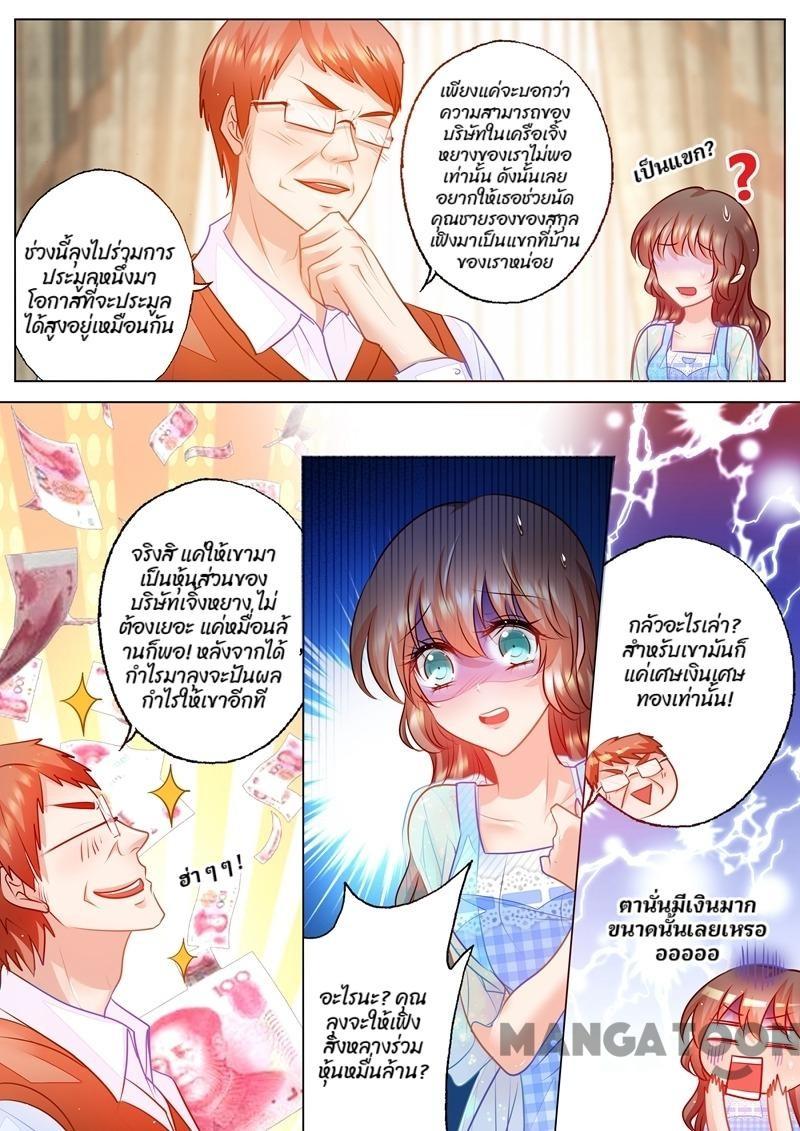 ช่วงนี้ลุงไปร่วมการ
ประมูลหนึ่งมา
โอกาสที่จะประมูล
ได้สูงอยู่เหมือนกัน
เพียงแค่จะบอกว่า
ความสามารถของ
บริษัทในเครือเจิ้ง
หยางของเราไม่พอ
เท่านั้น ดังนั้นเลย
อยากให้เธอช่วยนัด
คุณชายรองของสกุล
เฟิงมาเป็นแขกที่บ้าน
ของเราหน่อย
เป็นแขก?
?
จริงสิ แค่ให้เขามา
เป็นหุ้นส่วนของ
บริษัทเจิ้งหยาง ไม่
ต้องเยอะ แค่หมื่นล้
านก็พอ! หลังจากได้
กำไรมาลุงจะปันผล
กำไรให้เขาอีกที
ฮ่าๆๆ!
100
อะไรนะ? คุณ
ลุงจะให้เฟิง
สิงหลางร่วม
หุ้นหมื่นล้าน?
กลัวอะไรเล่า?
สำหรับเขามันก็
แค่เศษเงินเศษ
ทองเท่านั้น!
ตานั่นมีเงินมาก
ขนาดนั้นเลยเหรอ
อออออ
MANGATOON